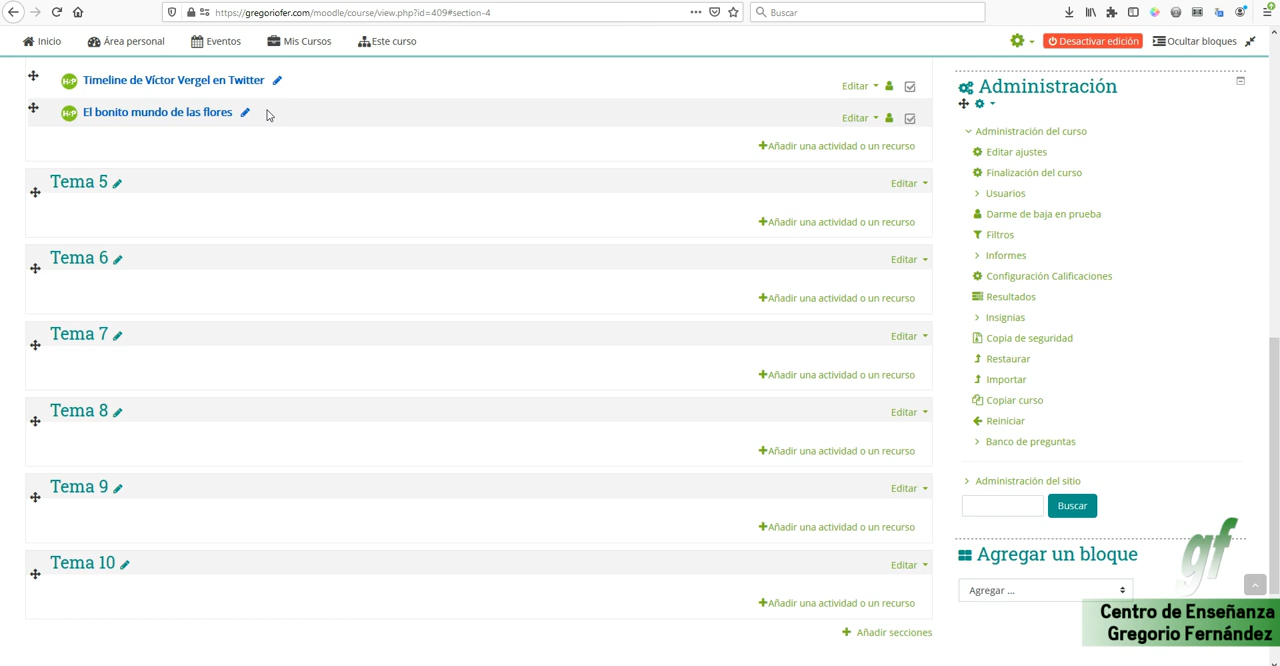 https://gregoriofer.com/moodle/course/view.php?id=409#section-4
Buscar
Inicio
Área personal
Eventos
Mis Cursos
Este curso
Desactivar edición
Ocultar bloques
H5P Timeline de Víctor Vergel en Twitter
Editar
H5P El bonito mundo de las flores
Editar
Añadir una actividad o un recurso
Tema 5
Editar
Añadir una actividad o un recurso
Tema 6
Editar
Añadir una actividad o un recurso
Tema 7
Editar
Añadir una actividad o un recurso
Tema 8
Editar
Añadir una actividad o un recurso
Tema 9
Editar
Añadir una actividad o un recurso
Tema 10
Editar
Añadir una actividad o un recurso
Añadir secciones
Administración
Administración del curso
Editar ajustes
Finalización del curso
Usuarios
Darme de baja en prueba
Filtros
Informes
Configuración Calificaciones
Resultados
Insignias
Copia de seguridad
Restaurar
Importar
Copiar curso
Reiniciar
Banco de preguntas
Administración del sitio
Buscar
Agregar un bloque
Agregar ...
gf
Centro de Enseñanza
Gregorio Fernández